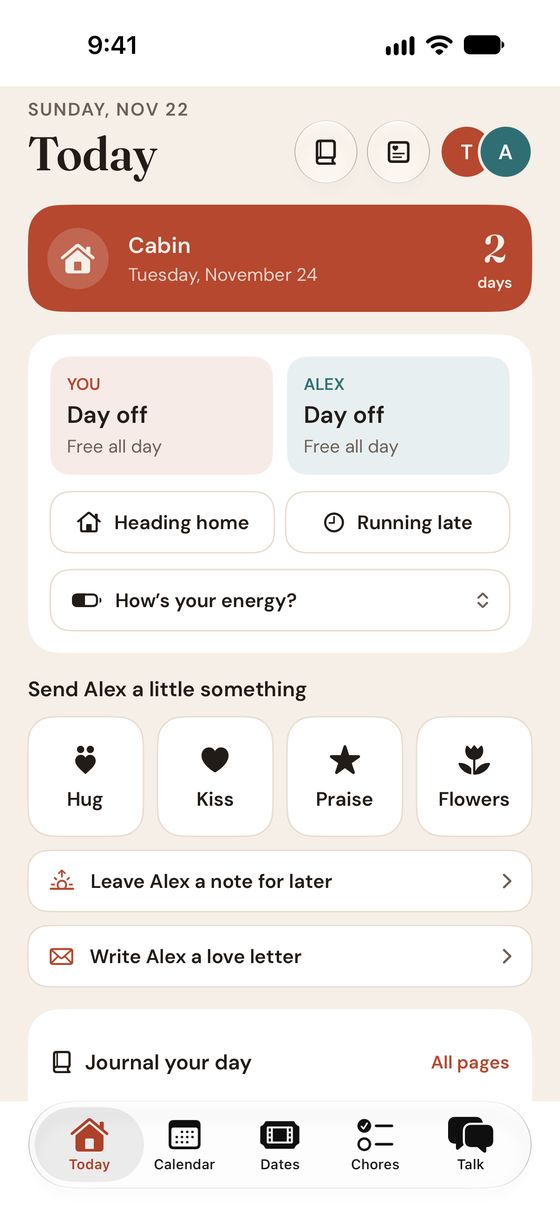 9:41
SUNDAY, NOV 22
Today
T
A
Cabin
Tuesday, November 24
2
days
YOU
Day off
Free all day
ALEX
Day off
Free all day
Heading home
Running late
How’s your energy?
Send Alex a little something
Hug
Kiss
Praise
Flowers
Leave Alex a note for later
Write Alex a love letter
Journal your day
All pages
Today
Calendar
Dates
Chores
Talk